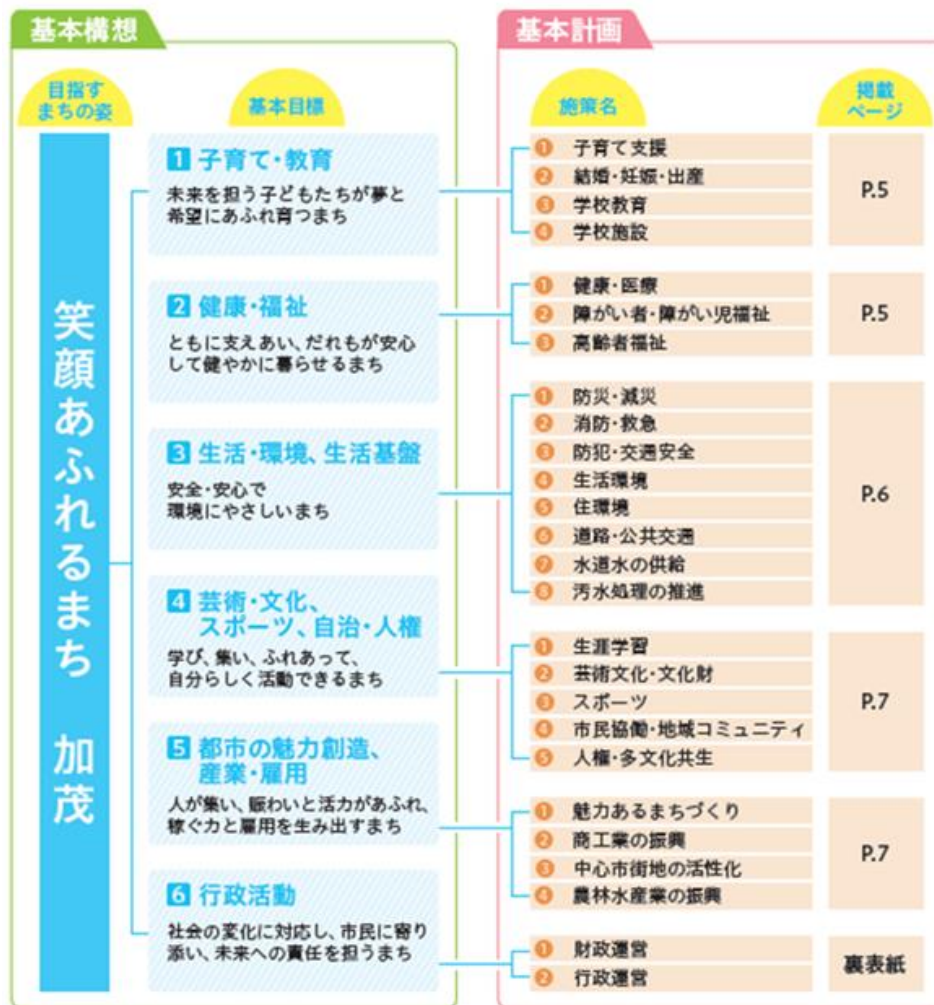 基本構想
目指す
まちの姿
基本目標
笑顔あふれるまち 加茂
1 子育て・教育
未来を担う子どもたちが夢と
希望にあふれ育つまち
2 健康・福祉
ともに支えあい、だれもが安心
して健やかに暮らせるまち
3 生活・環境、生活基盤
安全・安心で
環境にやさしいまち
4 芸術・文化、
スポーツ、自治・人権
学び、集い、ふれあって、
自分らしく活動できるまち
5 都市の魅力創造、
産業・雇用
人が集い、賑わいと活力があふれ、
稼ぐ力と雇用を生み出すまち
6 行政活動
社会の変化に対応し、市民に寄り
添い、未来への責任を担うまち
基本計画
施策名
掲載
ページ
1 子育て支援
2 結婚・妊娠・出産
3 学校教育
4 学校施設
P.5
1 健康・医療
2 障がい者・障がい児福祉
3 高齢者福祉
P.5
1 防災・減災
2 消防・救急
3 防犯・交通安全
4 生活環境
5 住環境
6 道路・公共交通
7 水道水の供給
8 汚水処理の推進
P.6
1 生涯学習
2 芸術文化・文化財
3 スポーツ
4 市民協働・地域コミュニティ
5 人権・多文化共生
P.7
1 魅力あるまちづくり
2 商工業の振興
3 中心市街地の活性化
4 農林水産業の振興
P.7
1 財政運営
2 行政運営
裏表紙